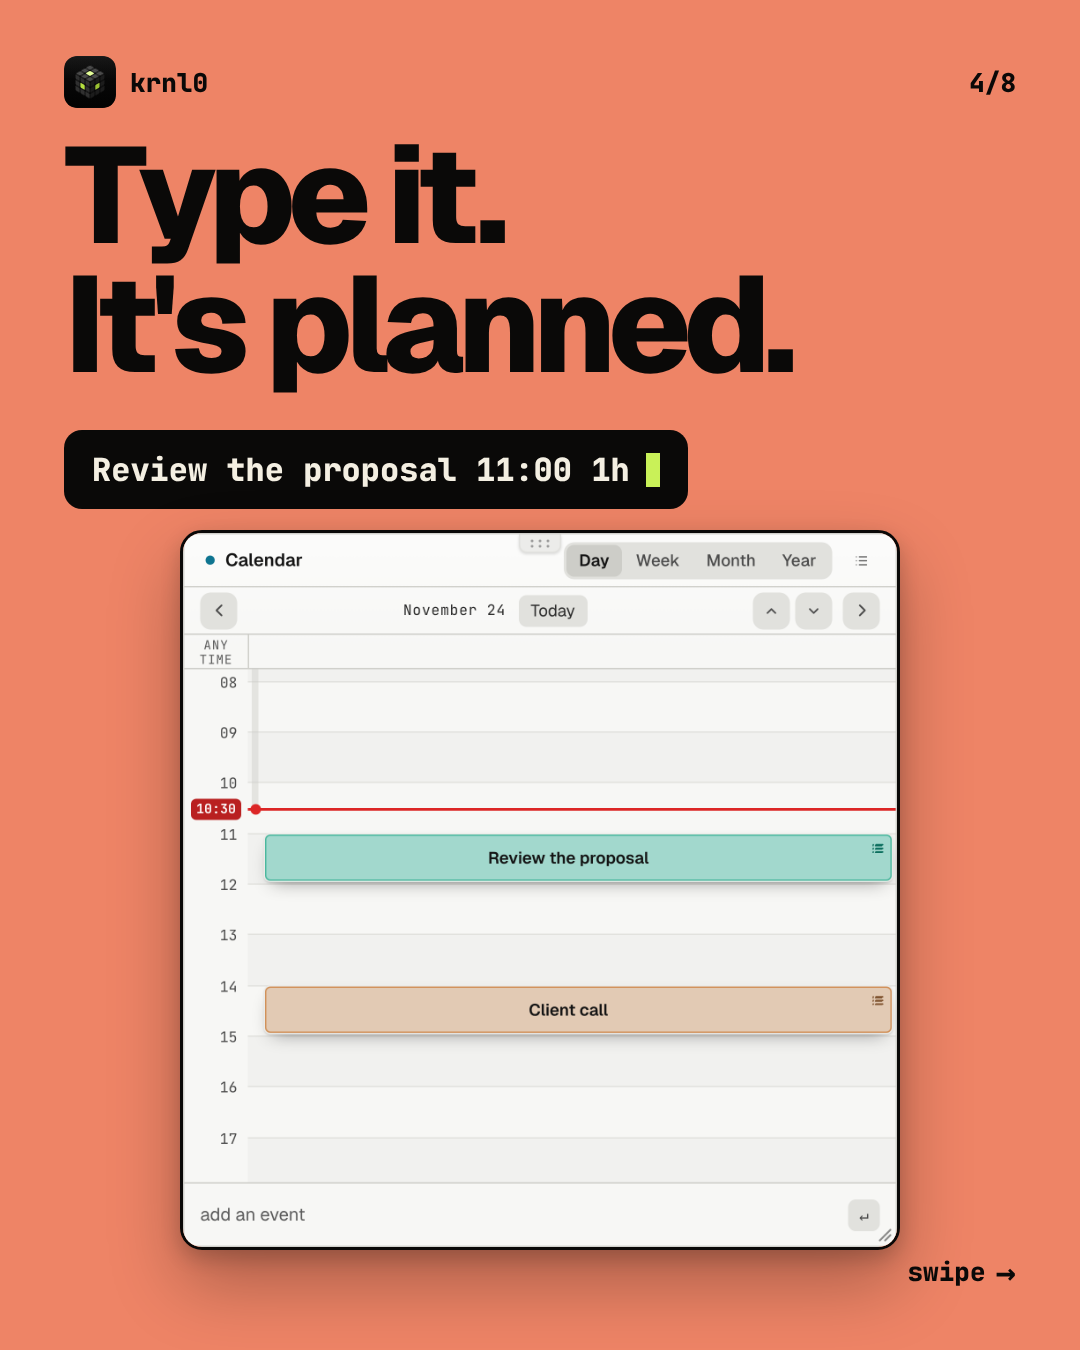 krnl0
4/8
Type it.
It's planned.
Review the proposal 11:00 1h
Calendar
Day Week Month Year
November 24 Today
ANY
TIME
08
09
10
10:30
11
Review the proposal
12
13
14
Client call
15
16
17
add an event
swipe →